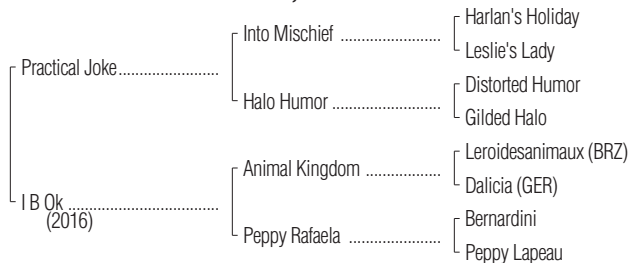 Harlan's Holiday
Into Mischief ....................
Leslie's Lady
Practical Joke.......................
Distorted Humor
Halo Humor ......................
Gilded Halo
Leroidesanimaux (BRZ)
Animal Kingdom ...............
Dalicia (GER)
I B Ok ..................................
(2016)
Bernardini
Peppy Rafaela ..................
Peppy Lapeau